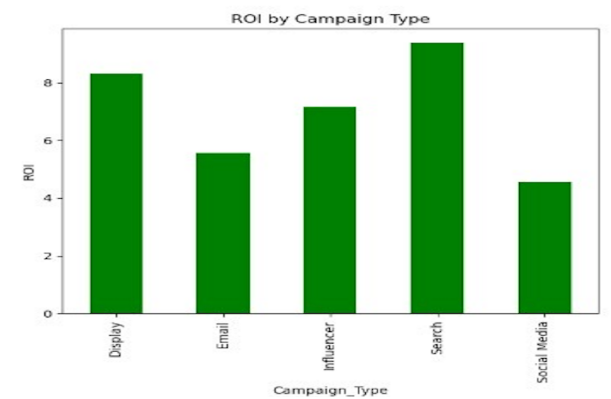 ROI by Campaign Type
8
6
4
2
0
ROI
Display
Email
Influencer
Search
Social Media
Campaign_Type